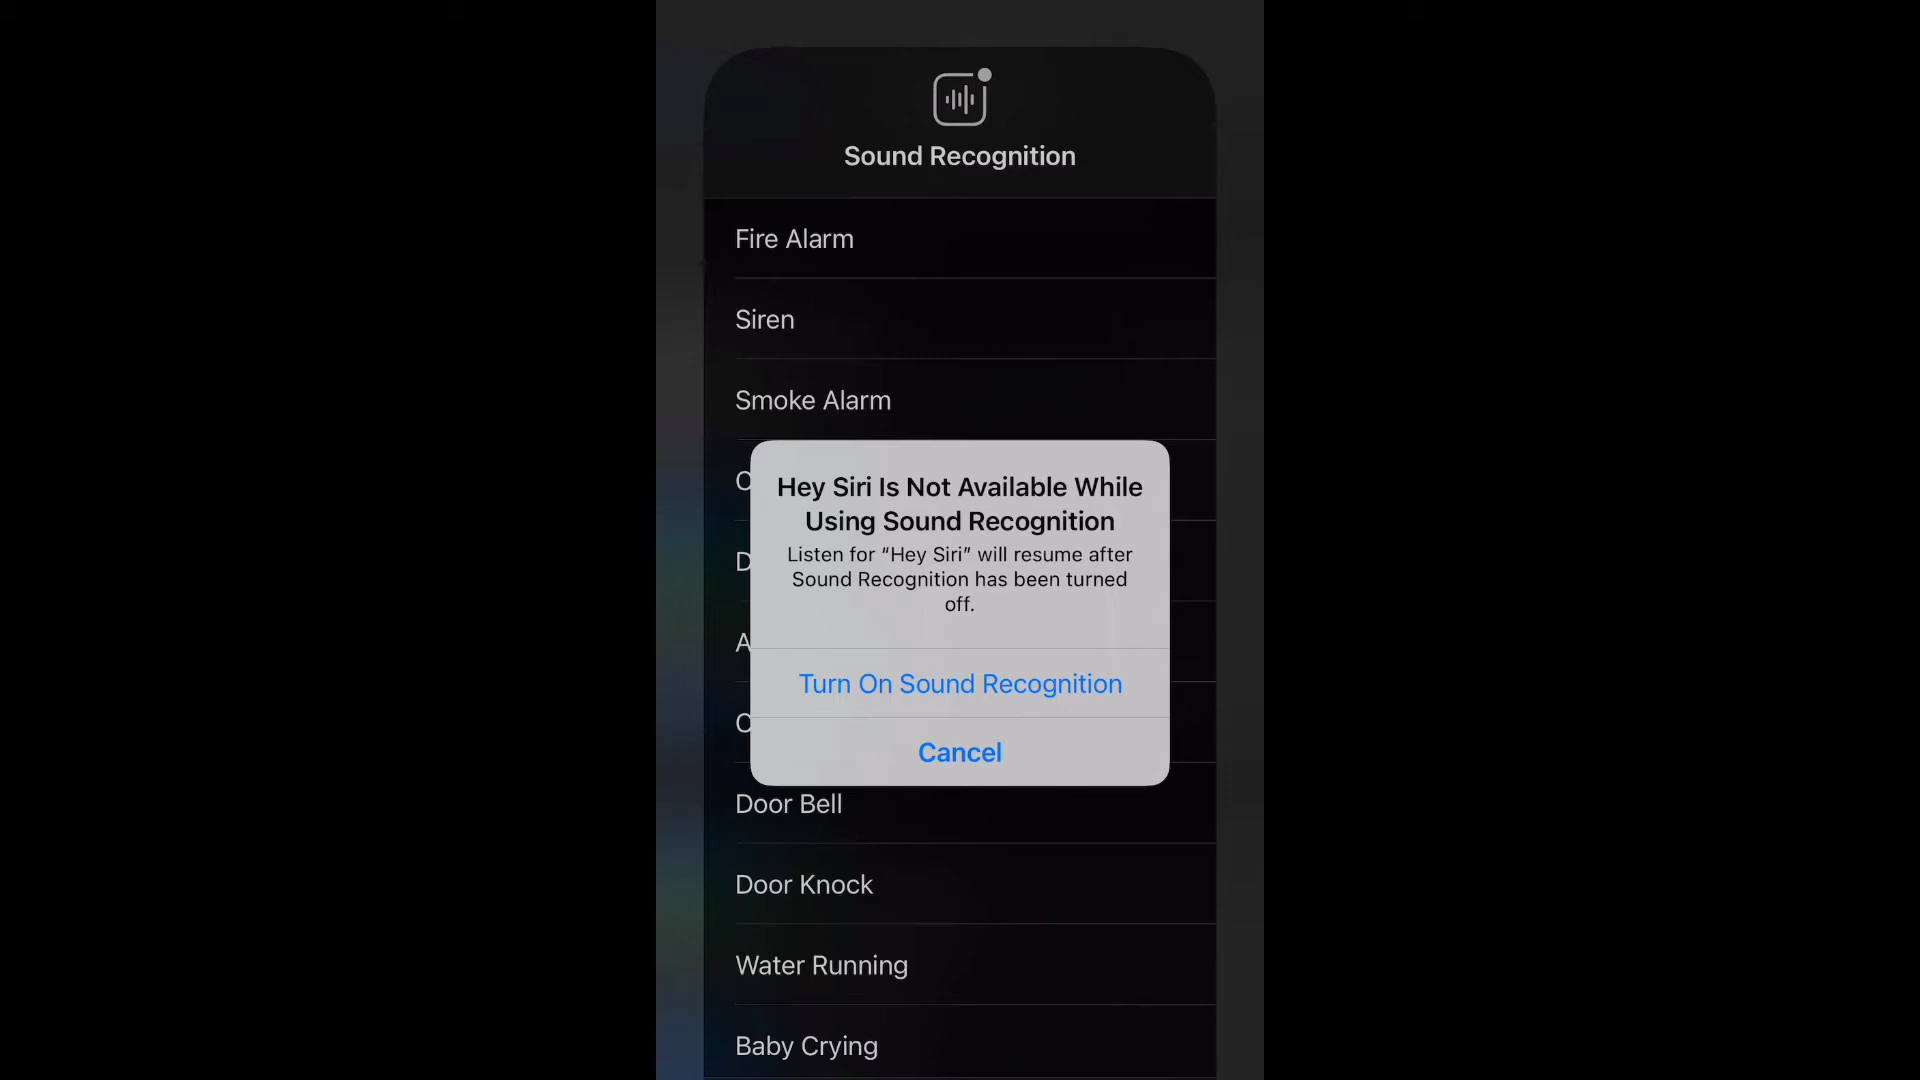 Sound Recognition
Fire Alarm
Siren
Smoke Alarm
Hey Siri Is Not Available While
Using Sound Recognition
Listen for “Hey Siri” will resume after
Sound Recognition has been turned
off.
Turn On Sound Recognition
Cancel
Door Bell
Door Knock
Water Running
Baby Crying